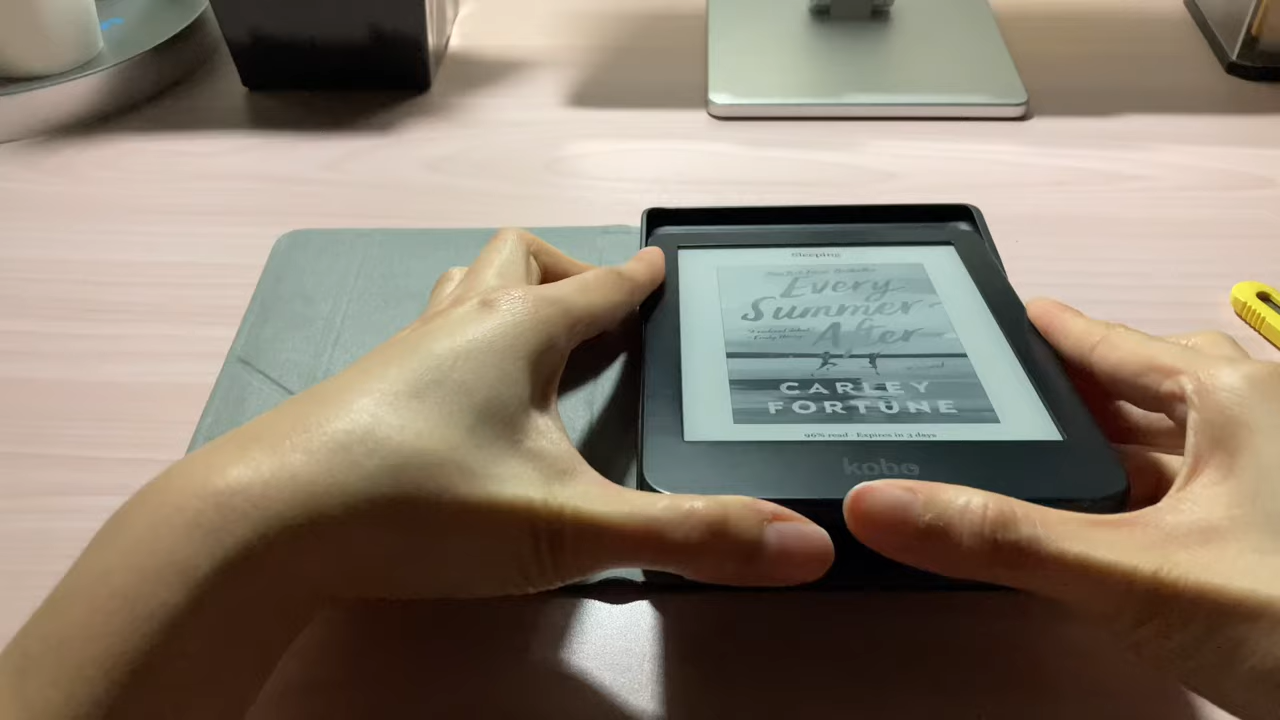 Sleeping
Every
Summer
After
CARLEY
FORTUNE
96% read · Expires in 3 days
kobo